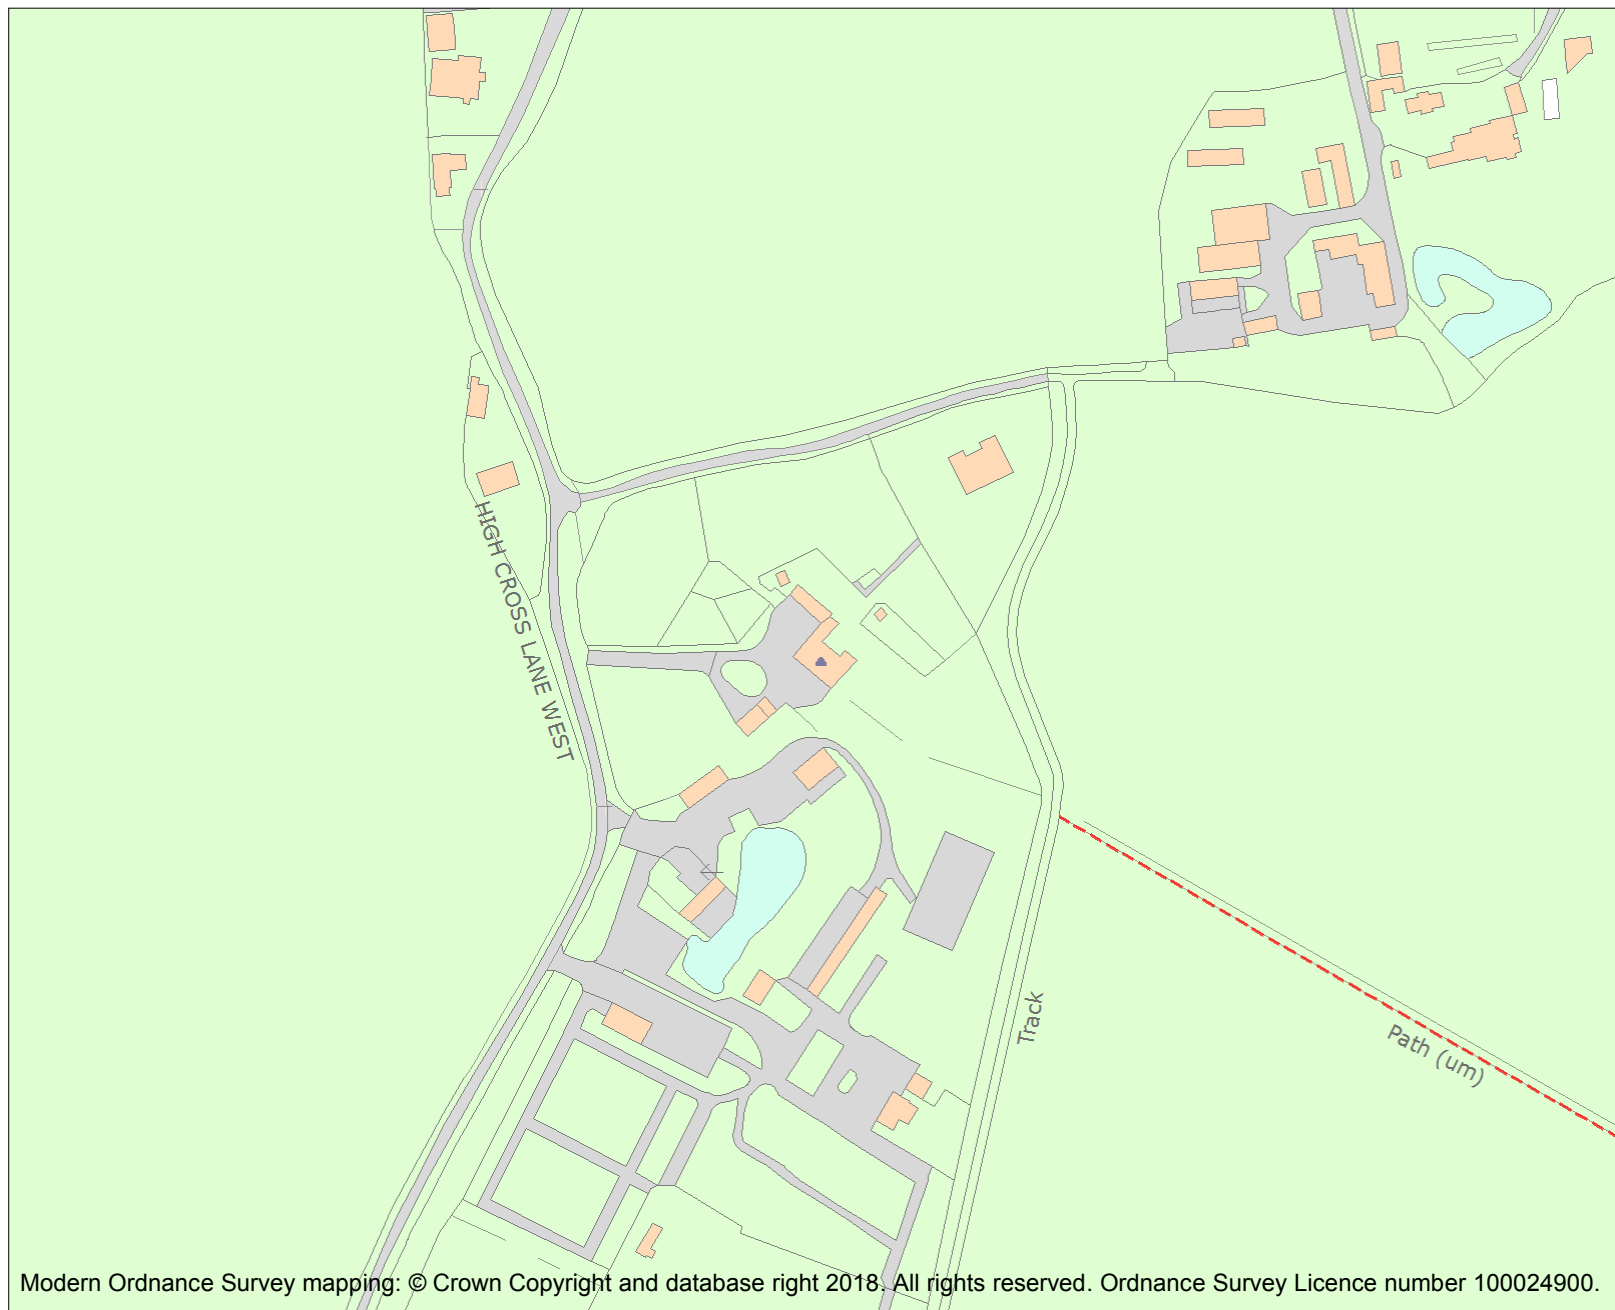 HIGH CROSS LANE WEST
Track
Path (um)
Modern Ordnance Survey mapping: © Crown Copyright and database right 2018. All rights reserved. Ordnance Survey Licence number 100024900.